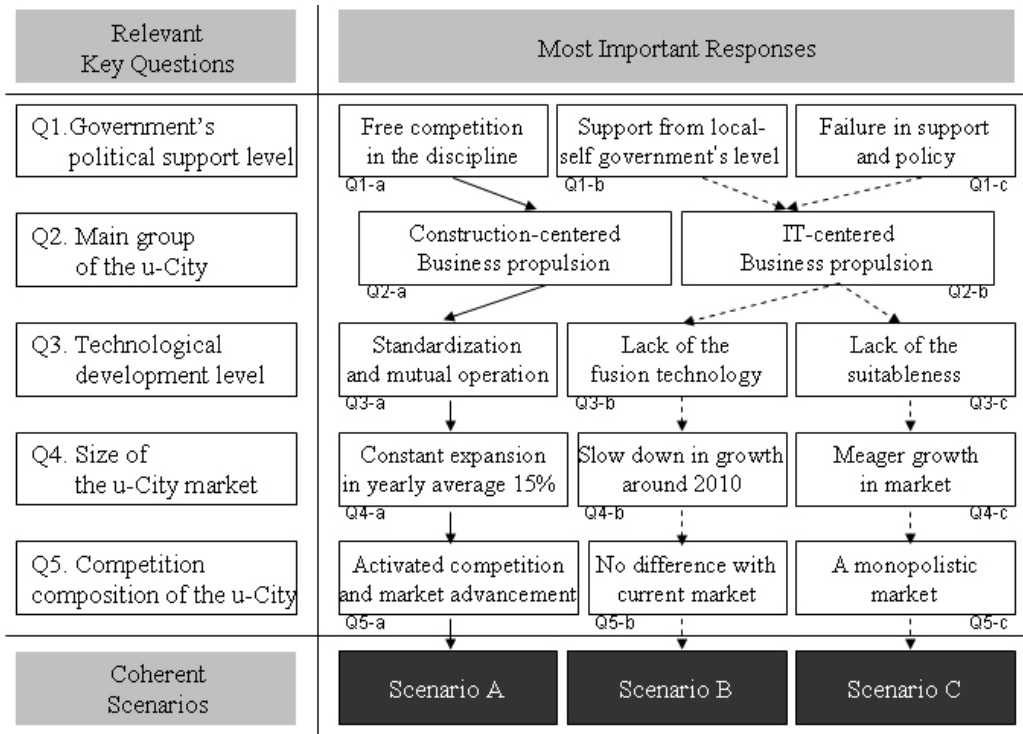 Relevant
Key Questions
Most Important Responses
Q1.Government's
political support level
Free competition
in the discipline
Q1-a
Support from local-
self government's level
Q1-b
Failure in support
and policy
Q1-c
Q2. Main group
of the u-City
Construction-centered
Business propulsion
Q2-a
IT-centered
Business propulsion
Q2-b
Q3. Technological
development level
Standardization
and mutual operation
Q3-a
Lack of the
fusion technology
Q3-b
Lack of the
suitableness
Q3-c
Q4. Size of
the u-City market
Constant expansion
in yearly average 15%
Q4-a
Slow down in growth
around 2010
Q4-b
Meager growth
in market
Q4-c
Q5. Competition
composition of the u-City
Activated competition
and market advancement
Q5-a
No difference with
current market
Q5-b
A monopolistic
market
Q5-c
Coherent
Scenarios
Scenario A
Scenario B
Scenario C